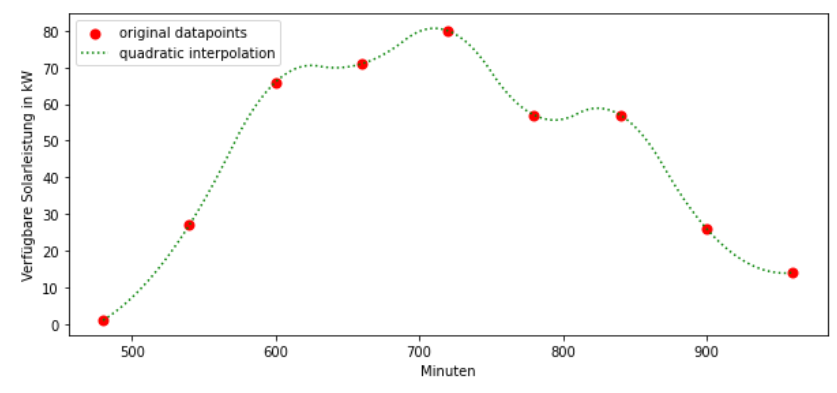 original datapoints
quadratic interpolation
Verfügbare Solarleistung in kW
80
70
60
50
40
30
20
10
0
500 600 700 800 900
Minuten